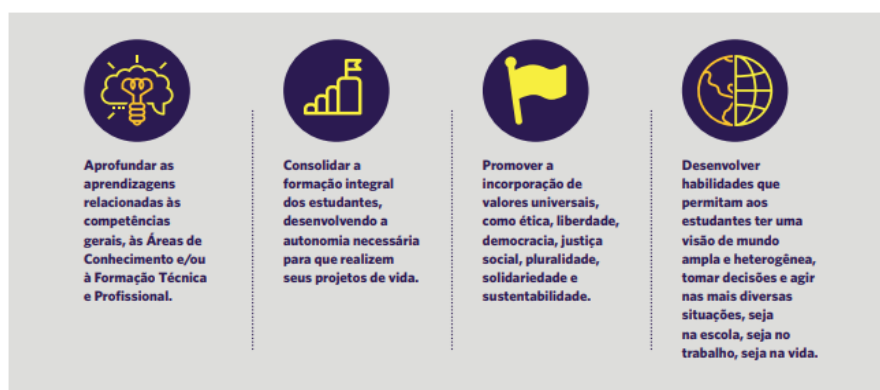 Aprofundar as
aprendizagens
relacionadas às
competências
gerais, às Áreas de
Conhecimento e/ou
à Formação Técnica
e Profissional.
Consolidar a
formação integral
dos estudantes,
desenvolvendo a
autonomia necessária
para que realizem
seus projetos de vida.
Promover a
incorporação de
valores universais,
como ética, liberdade,
democracia, justiça
social, pluralidade,
solidariedade e
sustentabilidade.
Desenvolver
habilidades que
permitam aos
estudantes ter uma
visão de mundo
ampla e heterogênea,
tomar decisões e agir
nas mais diversas
situações, seja
na escola, seja no
trabalho, seja na vida.